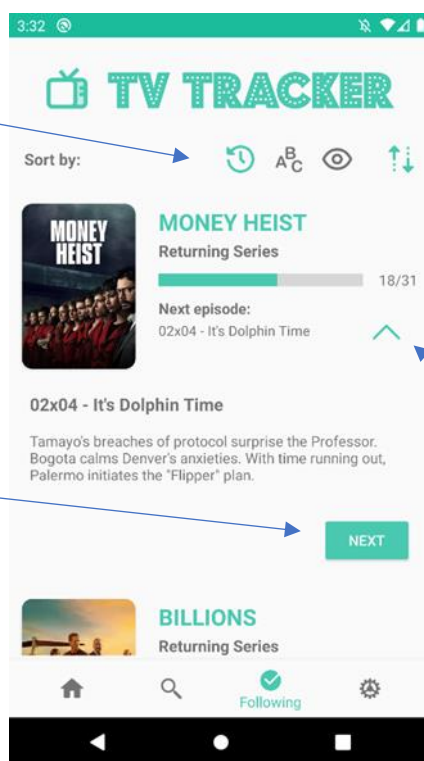 3:32
TV TRACKER
Sort by:
ABC
MONEY HEIST
MONEY HEIST
Returning Series
18/31
Next episode:
02x04 - It's Dolphin Time
02x04 - It's Dolphin Time
Tamayo's breaches of protocol surprise the Professor.
Bogota calms Denver's anxieties. With time running out,
Palermo initiates the "Flipper" plan.
NEXT
BILLIONS
Returning Series
Following